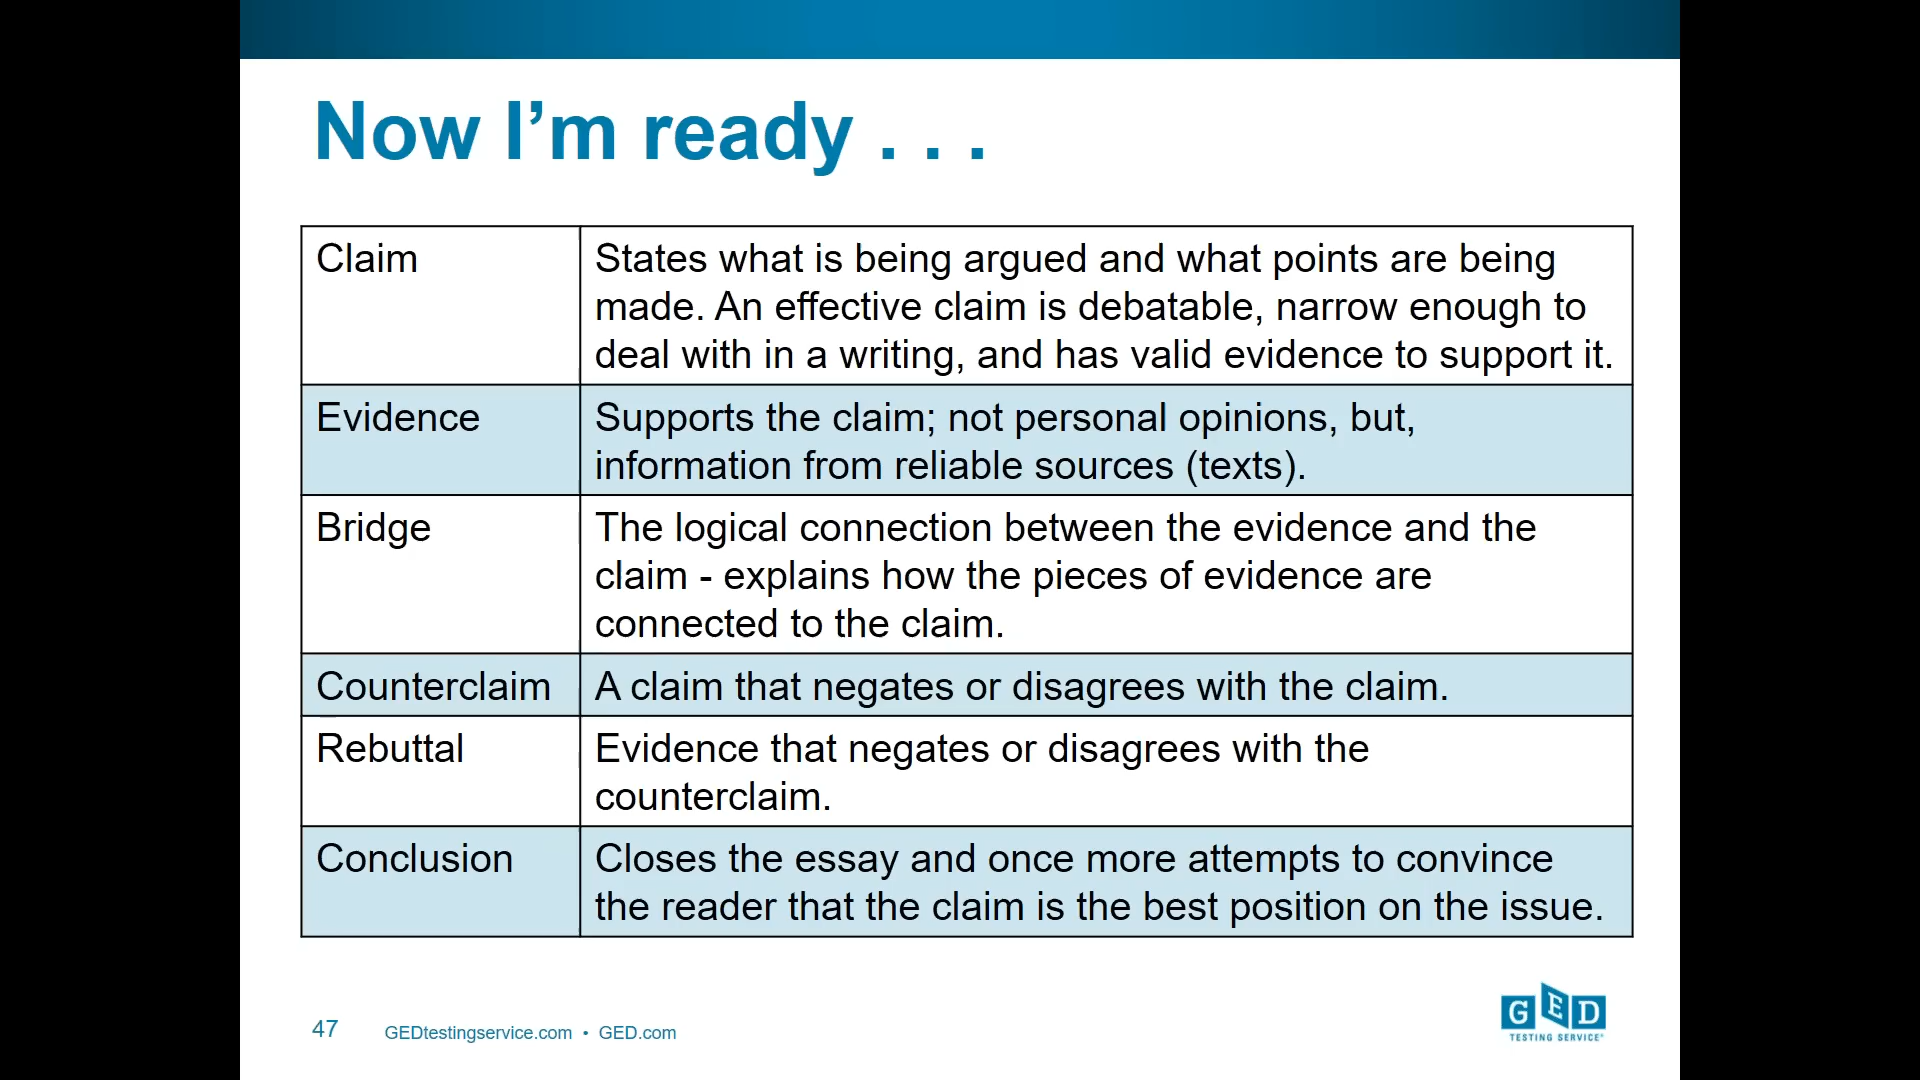 Now I’m ready . . .
Claim
States what is being argued and what points are being
made. An effective claim is debatable, narrow enough to
deal with in a writing, and has valid evidence to support it.
Evidence
Supports the claim; not personal opinions, but,
information from reliable sources (texts).
Bridge
The logical connection between the evidence and the
claim - explains how the pieces of evidence are
connected to the claim.
Counterclaim
A claim that negates or disagrees with the claim.
Rebuttal
Evidence that negates or disagrees with the
counterclaim.
Conclusion
Closes the essay and once more attempts to convince
the reader that the claim is the best position on the issue.
47
GEDtestingservice.com • GED.com
GED
TESTING SERVICE®